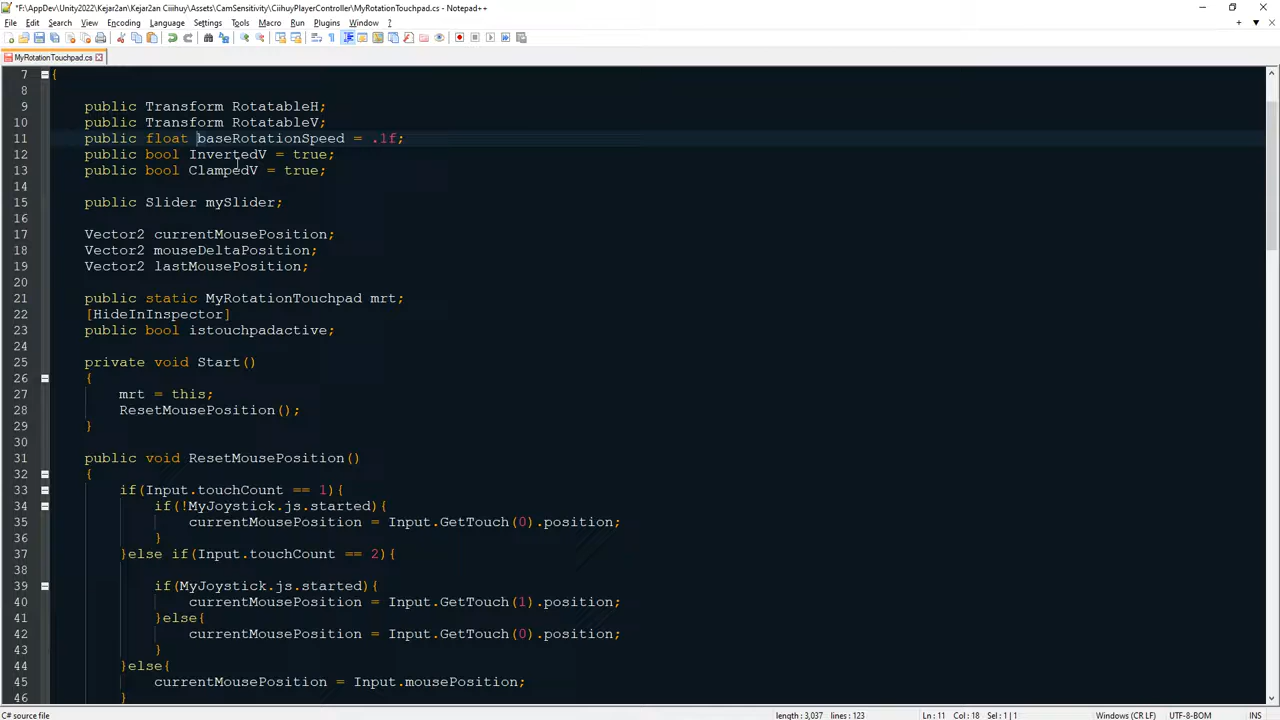 *F:\AppDev\Unity2022\Kejar2an\Kejar2an Ciiihuy\Assets\CamSensitivity\CiihuyPlayerController\MyRotationTouchpad.cs - Notepad++
File Edit Search View Encoding Language Settings Tools Macro Run Plugins Window ?
MyRotationTouchpad.cs
7 {
8
9 public Transform RotatableH;
10 public Transform RotatableV;
11 public float baseRotationSpeed = .1f;
12 public bool InvertedV = true;
13 public bool ClampedV = true;
14
15 public Slider mySlider;
16
17 Vector2 currentMousePosition;
18 Vector2 mouseDeltaPosition;
19 Vector2 lastMousePosition;
20
21 public static MyRotationTouchpad mrt;
22 [HideInInspector]
23 public bool istouchpadactive;
24
25 private void Start()
26 {
27 mrt = this;
28 ResetMousePosition();
29 }
30
31 public void ResetMousePosition()
32 {
33 if(Input.touchCount == 1){
34 if(!MyJoystick.js.started){
35 currentMousePosition = Input.GetTouch(0).position;
36 }
37 }else if(Input.touchCount == 2){
38
39 if(MyJoystick.js.started){
40 currentMousePosition = Input.GetTouch(1).position;
41 }else{
42 currentMousePosition = Input.GetTouch(0).position;
43 }
44 }else{
45 currentMousePosition = Input.mousePosition;
46 }
C# source file length : 3,037 lines : 123 Ln : 11 Col : 18 Sel : 1 | 1 Windows (CR LF) UTF-8-BOM INS